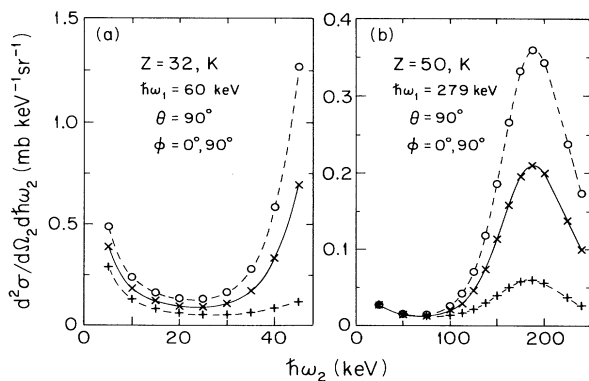 (a)
Z = 32, K
ħω₁ = 60 keV
θ = 90°
ϕ = 0°, 90°
(b)
Z = 50, K
ħω₁ = 279 keV
θ = 90°
ϕ = 0°, 90°
d²σ/dΩ₂dħω₂ (mb keV⁻¹sr⁻¹)
1.5
1.0
0.5
0
0.4
0.3
0.2
0.1
0
0 20 40
0 100 200
ħω₂ (keV)